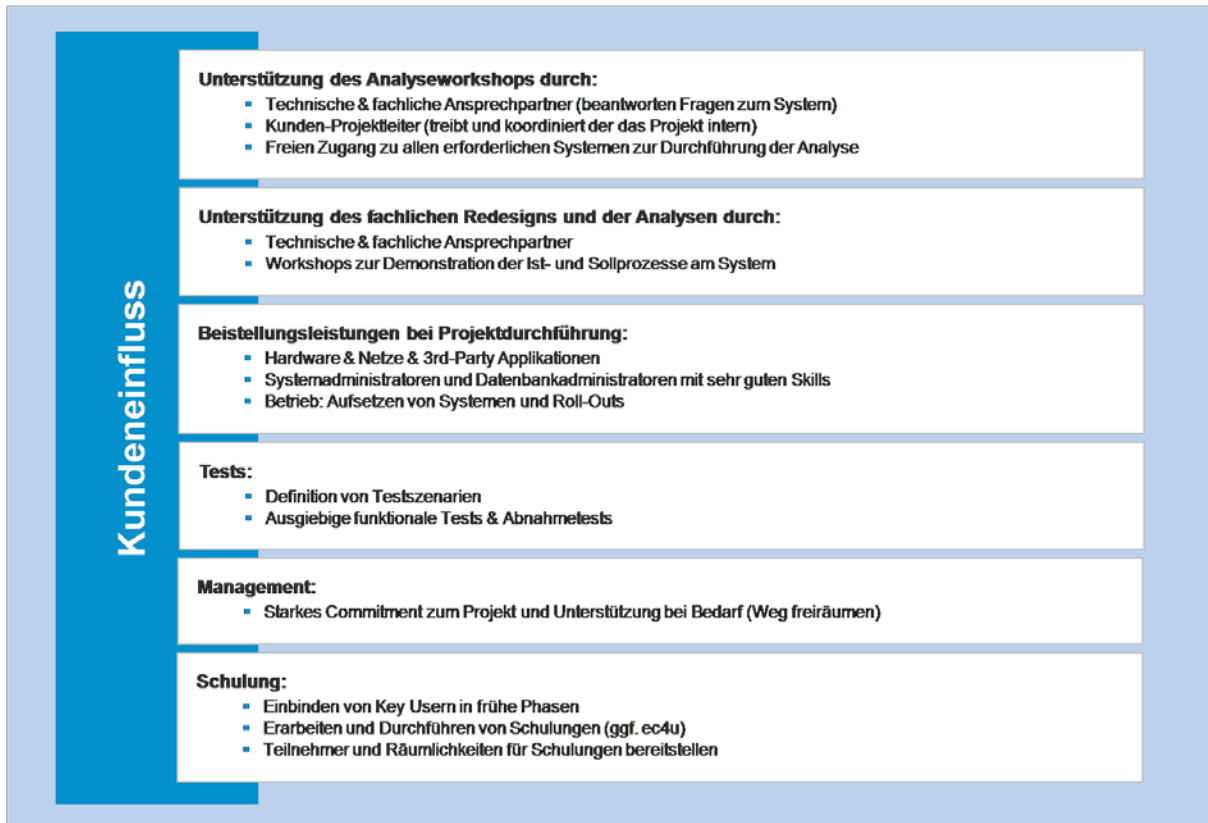 Kundeneinfluss
Unterstützung des Analyseworkshops durch:
Technische & fachliche Ansprechpartner (beantworten Fragen zum System)
Kunden-Projektleiter (treibt und koordiniert der das Projekt intern)
Freien Zugang zu allen erforderlichen Systemen zur Durchführung der Analyse
Unterstützung des fachlichen Redesigns und der Analysen durch:
Technische & fachliche Ansprechpartner
Workshops zur Demonstration der Ist- und Sollprozesse am System
Beistellungsleistungen bei Projektdurchführung:
Hardware & Netze & 3rd-Party Applikationen
Systemadministratoren und Datenbankadministratoren mit sehr guten Skills
Betrieb: Aufsetzen von Systemen und Roll-Outs
Tests:
Definition von Testszenarien
Ausgiebige funktionale Tests & Abnahmetests
Management:
Starkes Commitment zum Projekt und Unterstützung bei Bedarf (Weg freiräumen)
Schulung:
Einbinden von Key Usern in frühe Phasen
Erarbeiten und Durchführen von Schulungen (ggf. ec4u)
Teilnehmer und Räumlichkeiten für Schulungen bereitstellen